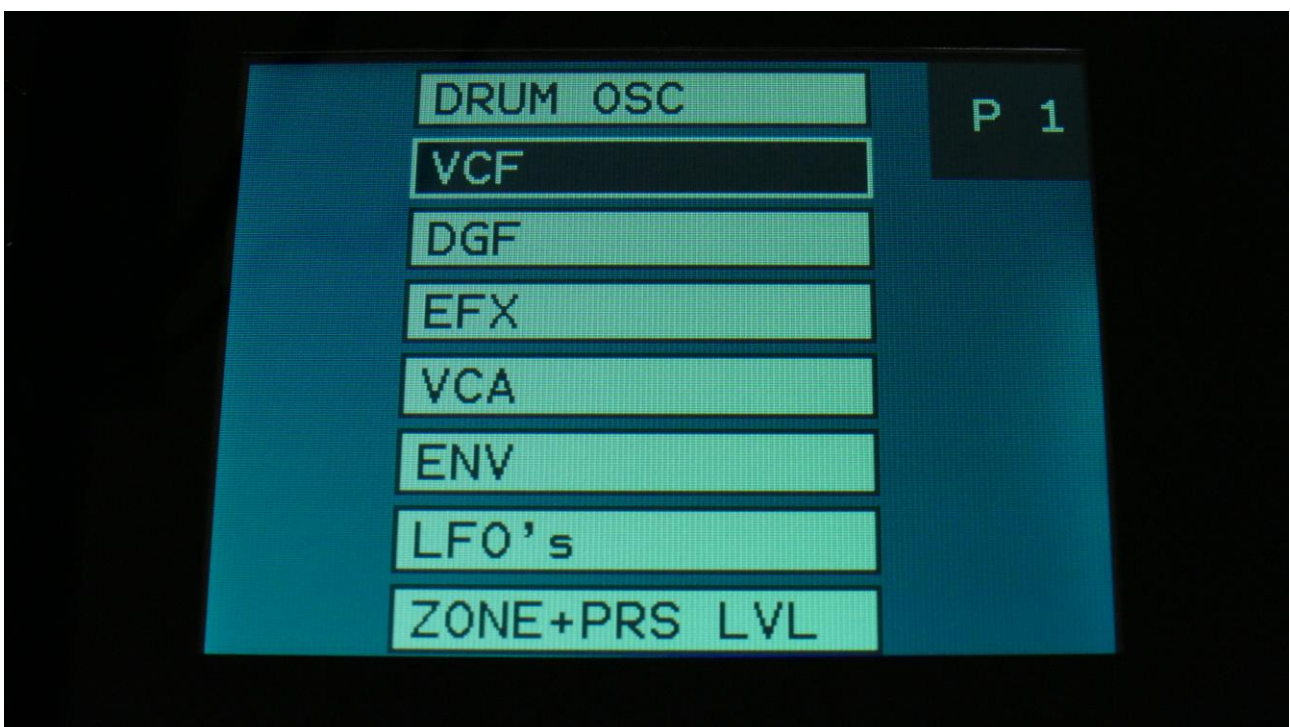 DRUM OSC
P 1
VCF
DGF
EFX
VCA
ENV
LFO's
ZONE+PRS LVL